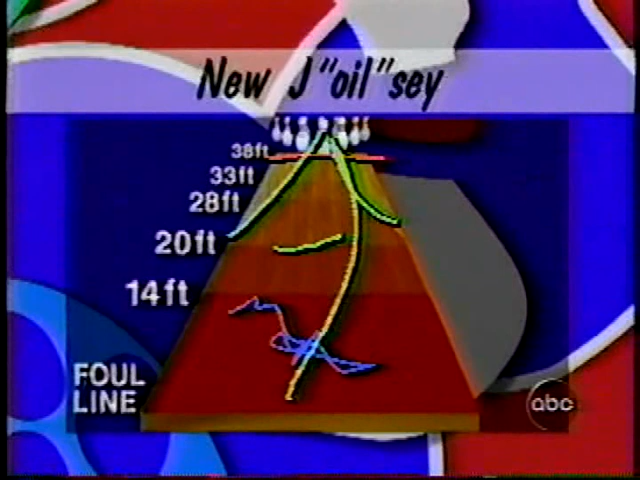 New J"oil"sey
38ft
33ft
28ft
20ft
14ft
FOUL
LINE
abc